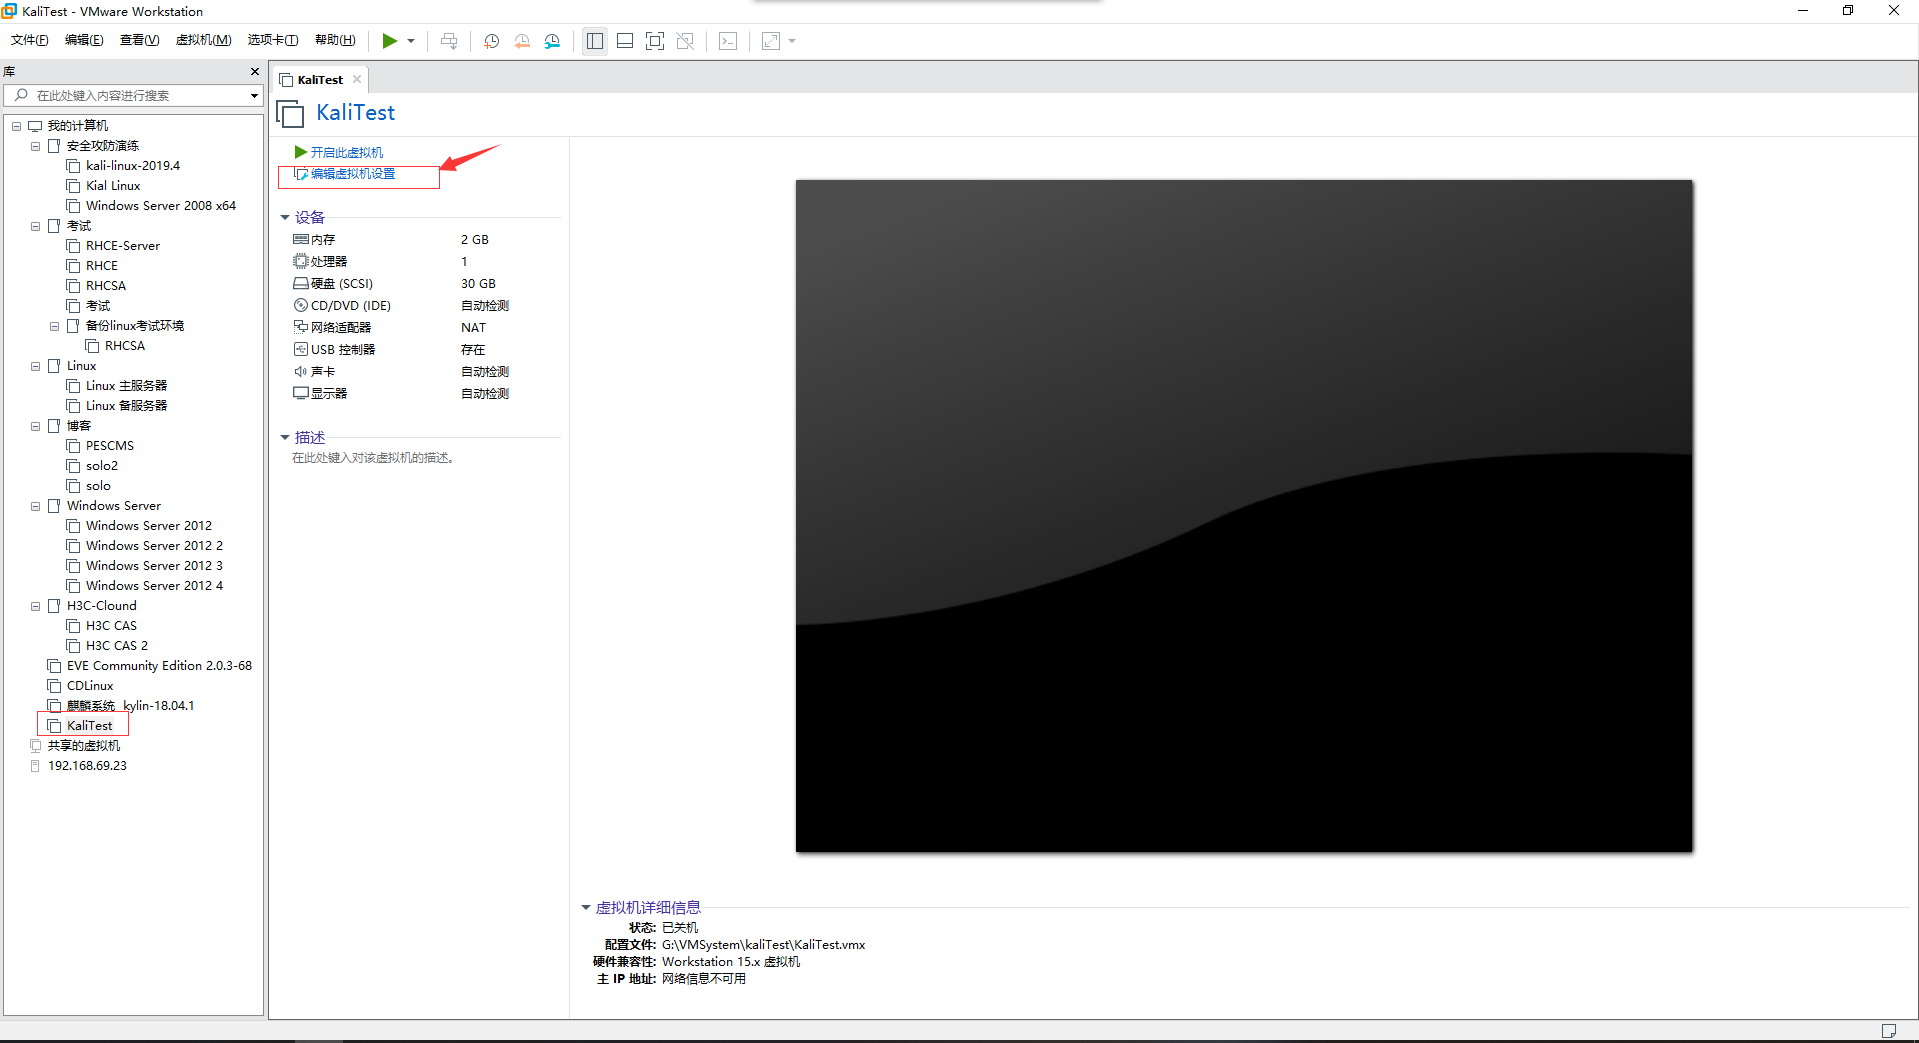 KaliTest - VMware Workstation
文件(F) 编辑(E) 查看(V) 虚拟机(M) 选项卡(T) 帮助(H)
库
在此处键入内容进行搜索
我的计算机
安全攻防演练
kali-linux-2019.4
Kial Linux
Windows Server 2008 x64
考试
RHCE-Server
RHCE
RHCSA
考试
备份linux考试环境
RHCSA
Linux
Linux 主服务器
Linux 备服务器
博客
PESCMS
solo2
solo
Windows Server
Windows Server 2012
Windows Server 2012 2
Windows Server 2012 3
Windows Server 2012 4
H3C-Clound
H3C CAS
H3C CAS 2
EVE Community Edition 2.0.3-68
CDLinux
麒麟系统 kylin-18.04.1
KaliTest
共享的虚拟机
192.168.69.23
KaliTest
KaliTest
开启此虚拟机
编辑虚拟机设置
设备
内存 2 GB
处理器 1
硬盘 (SCSI) 30 GB
CD/DVD (IDE) 自动检测
网络适配器 NAT
USB 控制器 存在
声卡 自动检测
显示器 自动检测
描述
在此处键入对该虚拟机的描述。
虚拟机详细信息
状态: 已关机
配置文件: G:\VMSystem\kaliTest\KaliTest.vmx
硬件兼容性: Workstation 15.x 虚拟机
主 IP 地址: 网络信息不可用